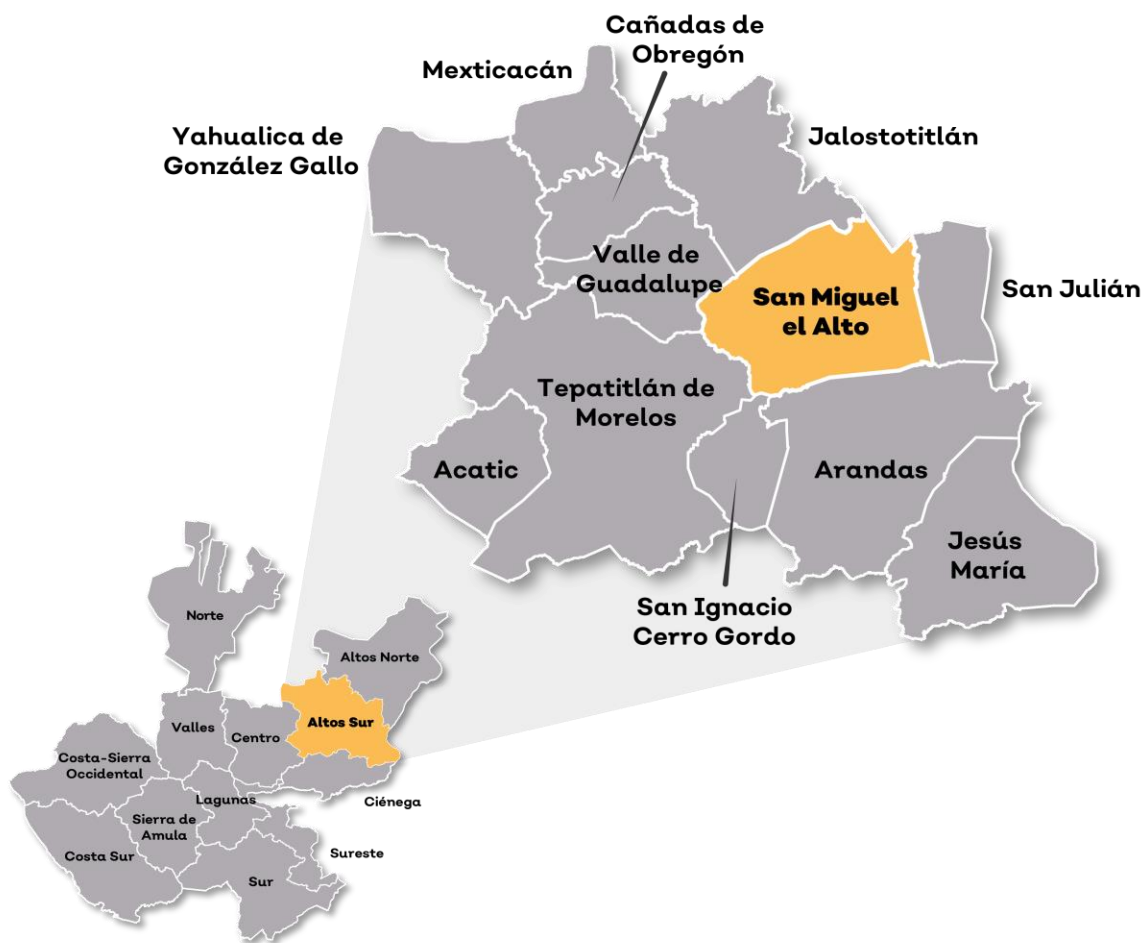 Cañadas de
Obregón
Mexticacán
Yahualica de
González Gallo
Jalostotitlán
Valle de
Guadalupe
San Miguel
el Alto
San Julián
Tepatitlán de
Morelos
Acatic
Arandas
Jesús
María
San Ignacio
Cerro Gordo
Norte
Altos Norte
Altos Sur
Valles
Centro
Costa-Sierra
Occidental
Lagunas
Ciénega
Sierra de
Amula
Sureste
Costa Sur
Sur